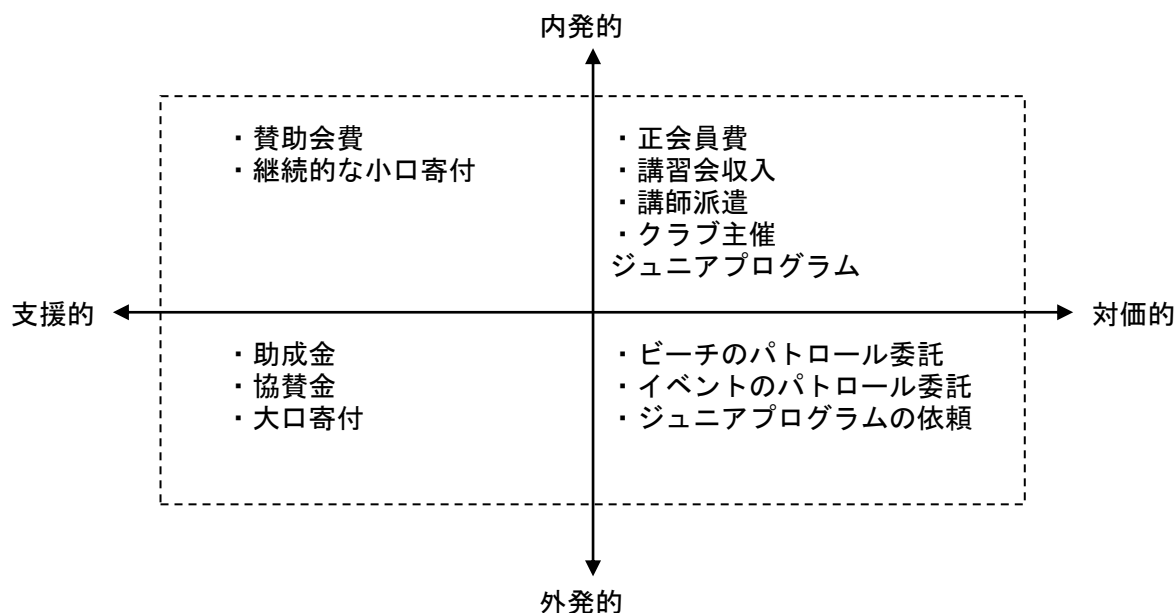 内発的
・賛助会費
・継続的な小口寄付
・正会員費
・講習会収入
・講師派遣
・クラブ主催
ジュニアプログラム
支援的
対価的
・助成金
・協賛金
・大口寄付
・ビーチのパトロール委託
・イベントのパトロール委託
・ジュニアプログラムの依頼
外発的